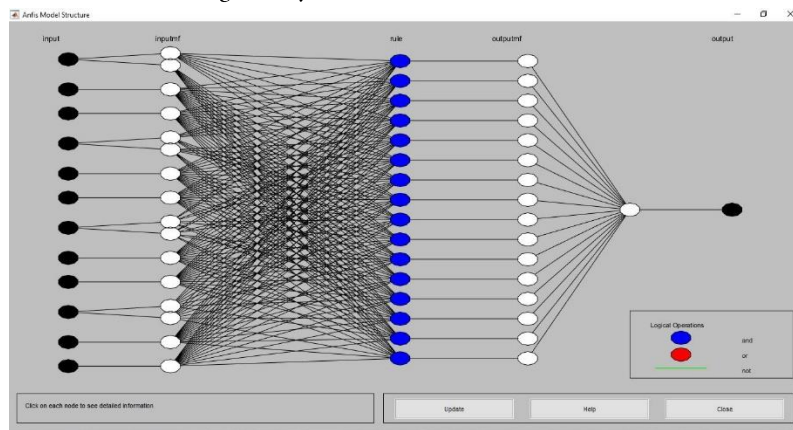 Anfis Model Structure
input inputmf rule outputmf output
Logical Operations
and
or
not
Click on each node to see detailed information
Update Help Close